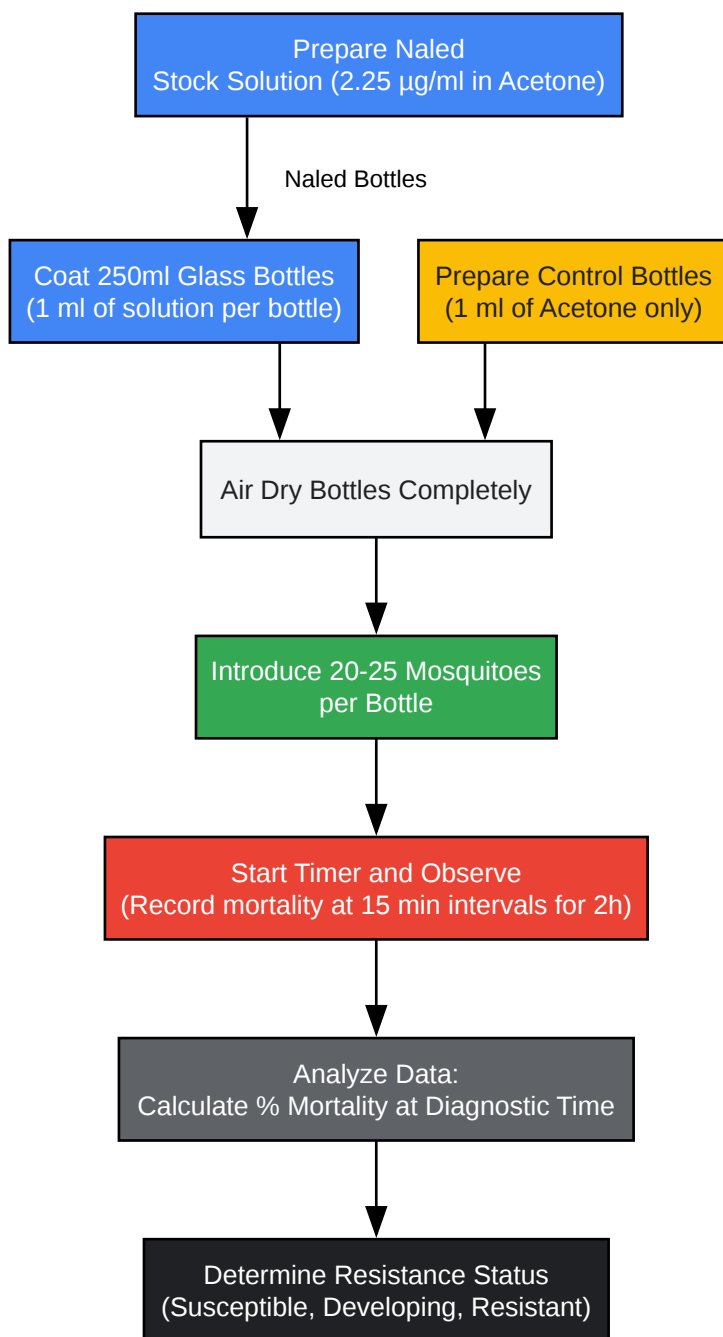 Prepare Naled
Stock Solution (2.25 µg/ml in Acetone)
Naled Bottles
Coat 250ml Glass Bottles
(1 ml of solution per bottle)
Prepare Control Bottles
(1 ml of Acetone only)
Air Dry Bottles Completely
Introduce 20-25 Mosquitoes
per Bottle
Start Timer and Observe
(Record mortality at 15 min intervals for 2h)
Analyze Data:
Calculate % Mortality at Diagnostic Time
Determine Resistance Status
(Susceptible, Developing, Resistant)